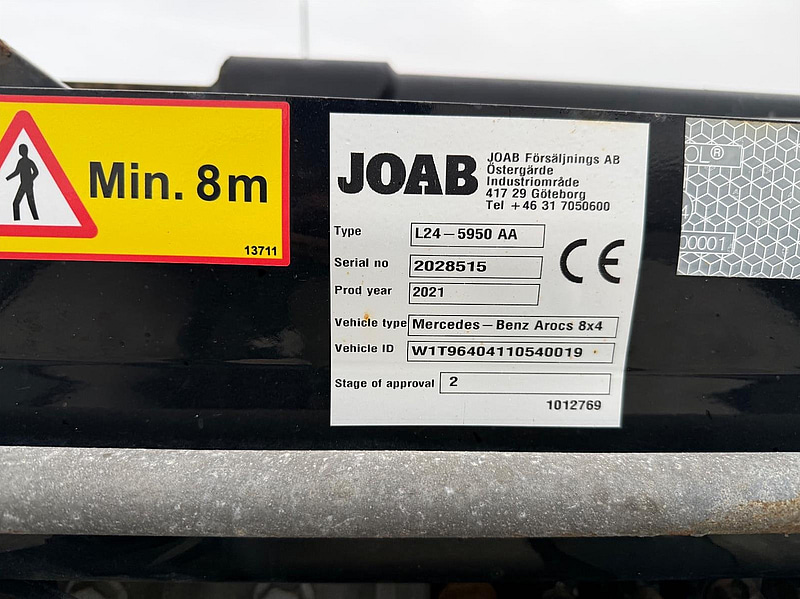 Min. 8m
13711
JOAB
JOAB Försäljnings AB
Östergärde
Industriområde
417 29 Göteborg
Tel +46 31 7050600
Type L24-5950 AA
Serial no 2028515
Prod year 2021
CE
Vehicle type Mercedes-Benz Arocs 8x4
Vehicle ID W1T96404110540019
Stage of approval 2
1012769
OL®